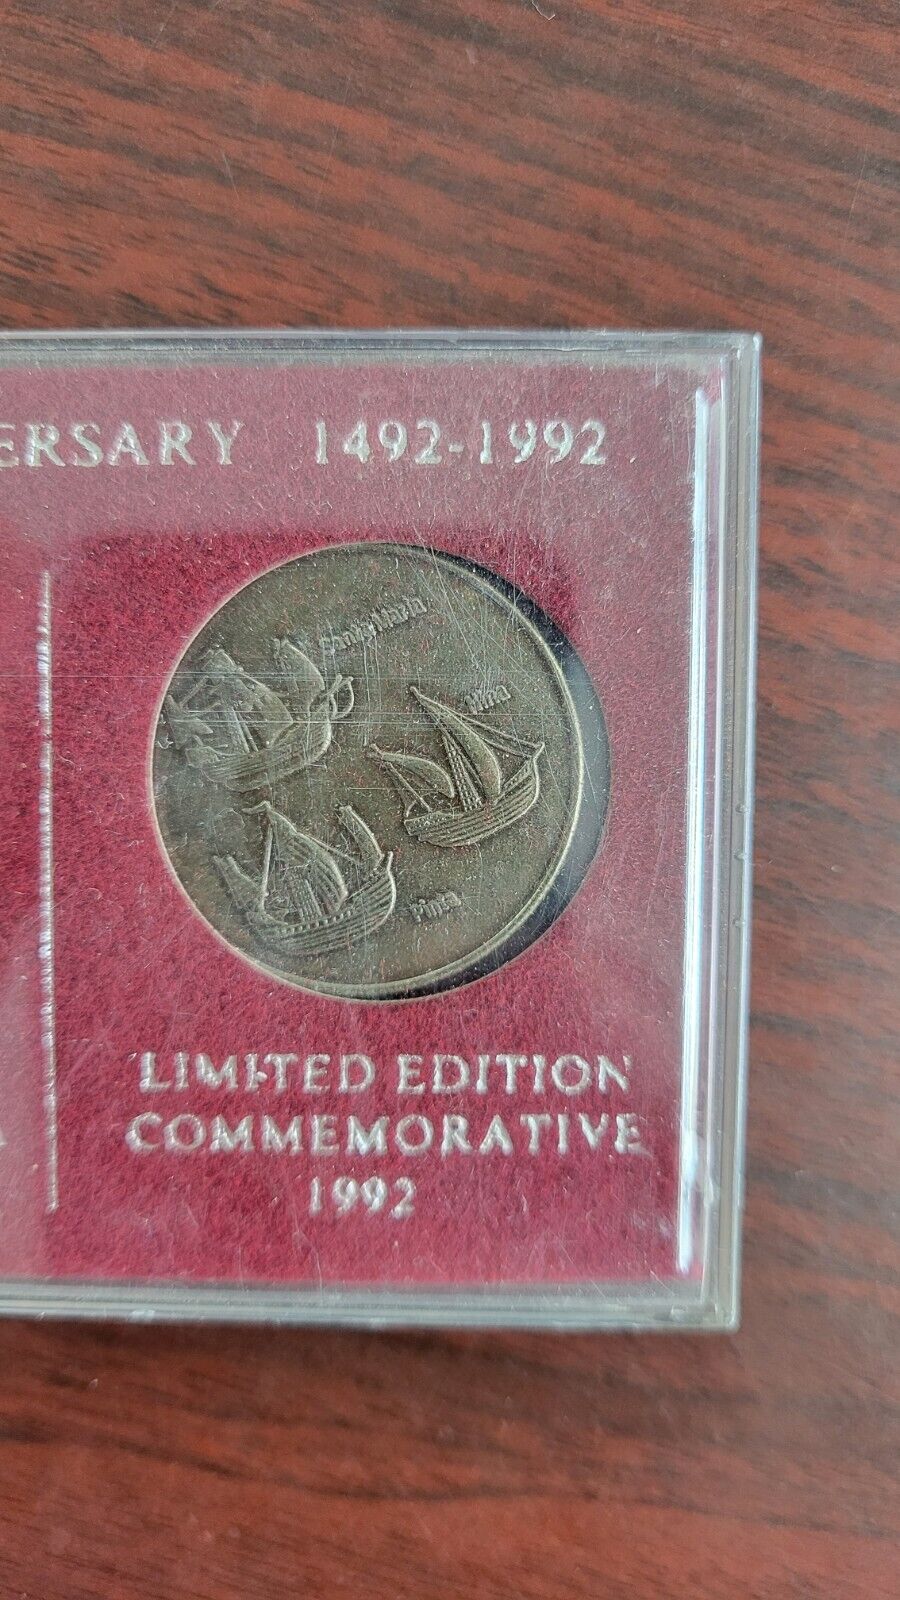 ERSARY 1492-1992
Santa Maria
Nina
Pinta
LIMITED EDITION
COMMEMORATIVE
1992